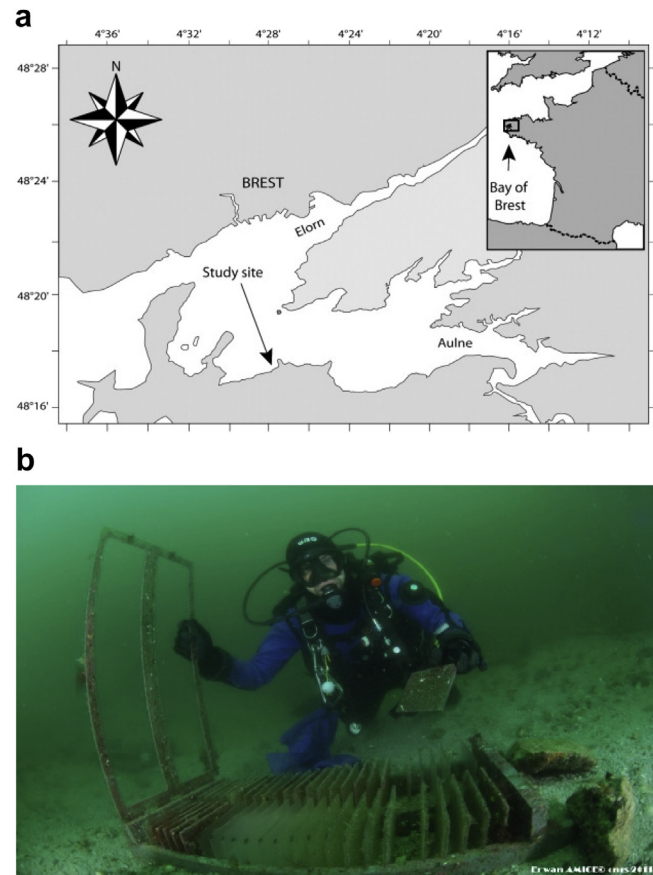 a
4°36' 4°32' 4°28' 4°24' 4°20' 4°16' 4°12'
48°28'
N
48°24'
BREST
Elorn
Bay of
Brest
Study site
48°20'
Aulne
48°16'
b
Erwan AMICE© cnrs 2011